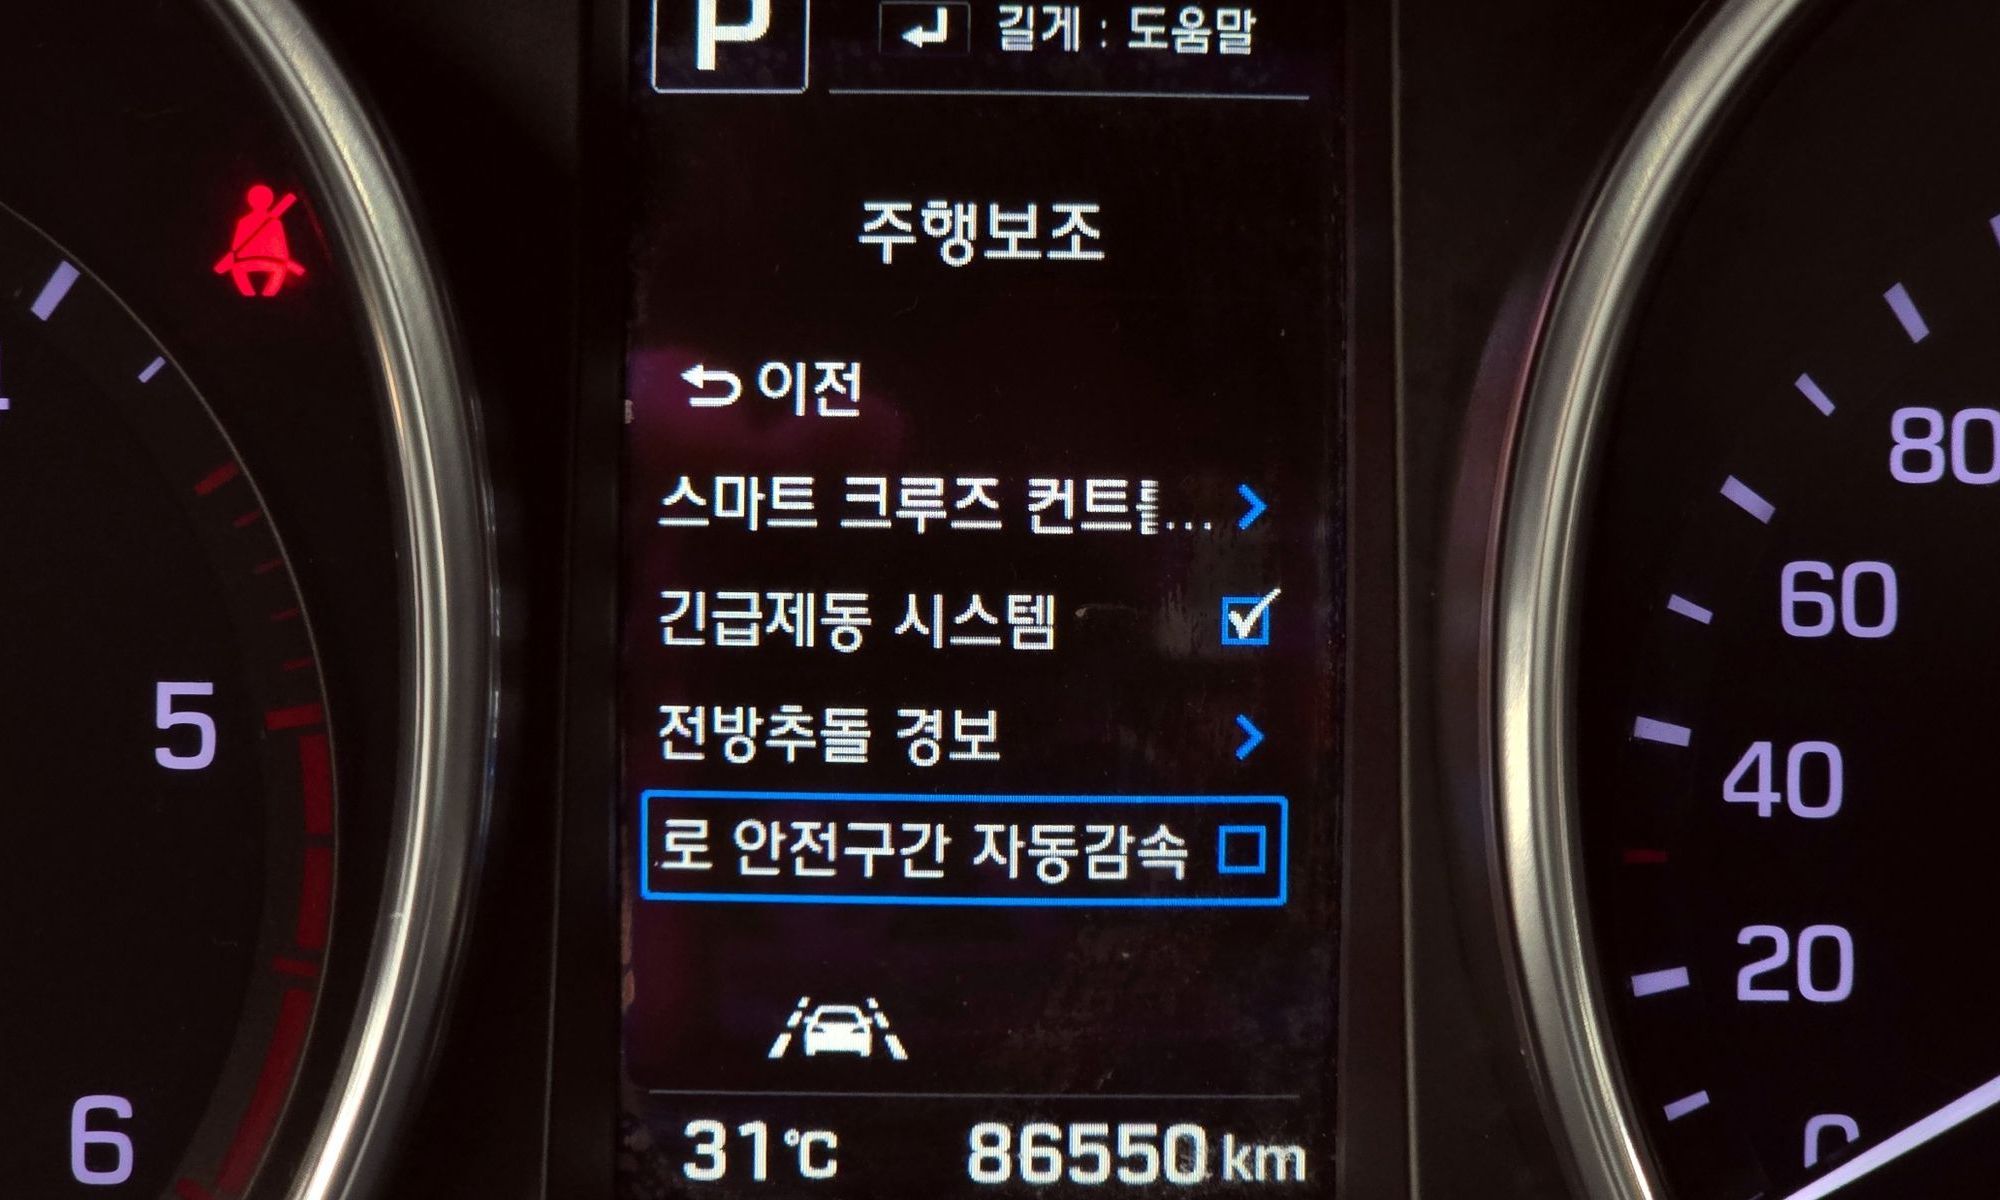 P
길게 : 도움말
주행보조
이전
스마트 크루즈 컨트롤...
긴급제동 시스템
전방추돌 경보
로 안전구간 자동감속
31°C
86550 km
5
6
80
60
40
20
0